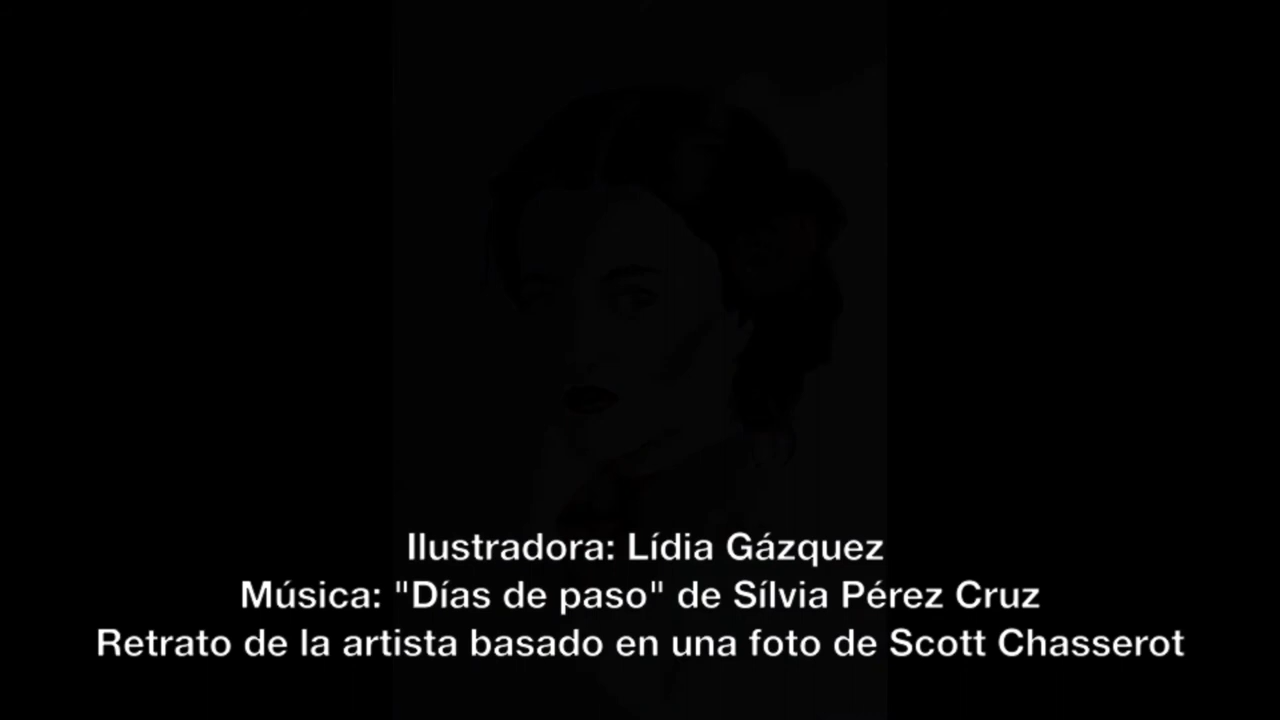 Ilustradora: Lídia Gázquez
Música: "Días de paso" de Sílvia Pérez Cruz
Retrato de la artista basado en una foto de Scott Chasserot